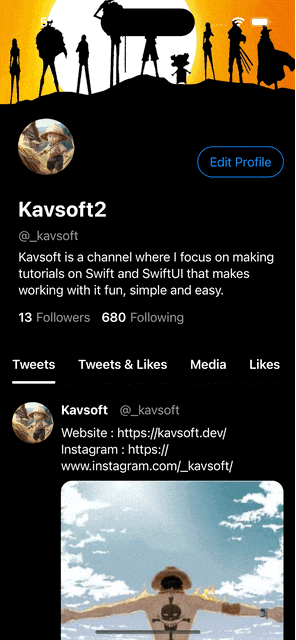 Edit Profile
Kavsoft2
@_kavsoft
Kavsoft is a channel where I focus on making
tutorials on Swift and SwiftUI that makes
working with it fun, simple and easy.
13 Followers 680 Following
Tweets Tweets & Likes Media Likes
Kavsoft @_kavsoft
Website : https://kavsoft.dev/
Instagram : https://
www.instagram.com/_kavsoft/